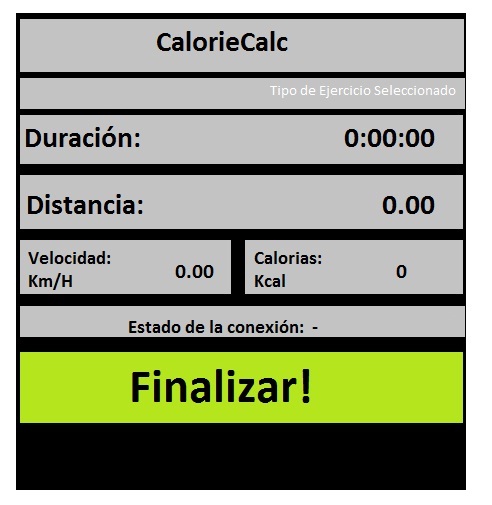 CalorieCalc
Tipo de Ejercicio Seleccionado
Duración: 0:00:00
Distancia: 0.00
Velocidad:
Km/H 0.00
Calorias:
Kcal 0
Estado de la conexión: -
Finalizar!